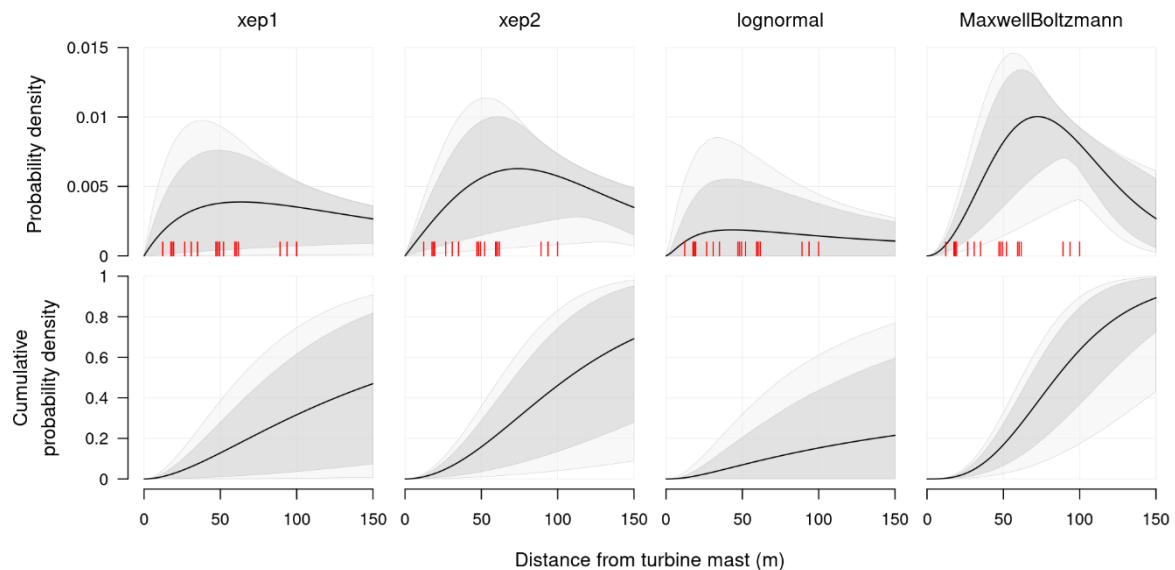 xep1 xep2 lognormal MaxwellBoltzmann
Probability density
0.015
0.01
0.005
0
Cumulative
probability density
1
0.8
0.6
0.4
0.2
0
0 50 100 150 0 50 100 150 0 50 100 150 0 50 100 150
Distance from turbine mast (m)